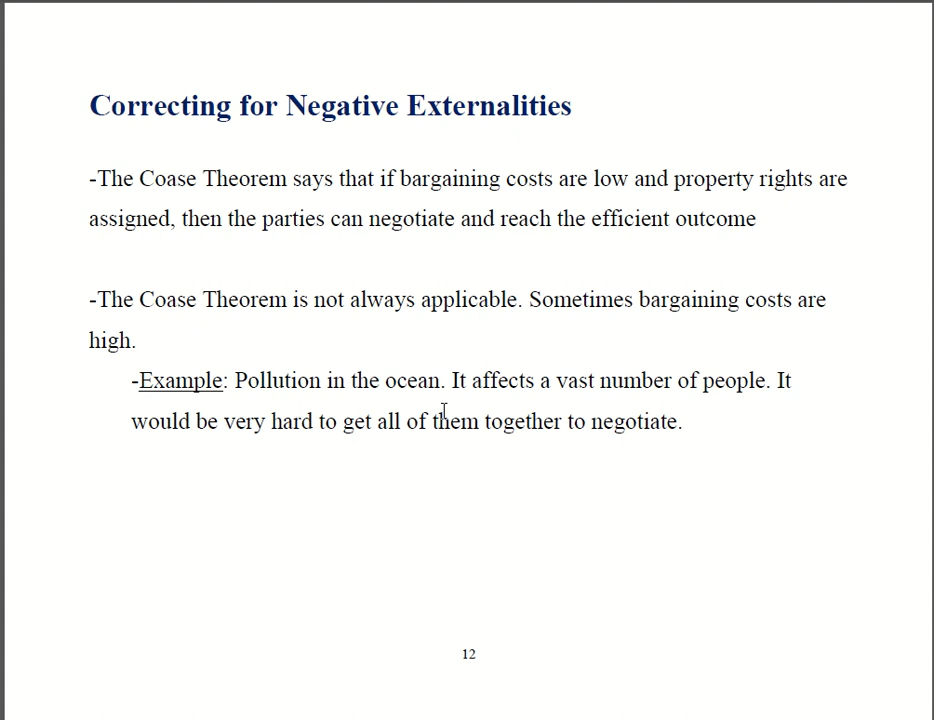 Correcting for Negative Externalities
-The Coase Theorem says that if bargaining costs are low and property rights are
assigned, then the parties can negotiate and reach the efficient outcome
-The Coase Theorem is not always applicable. Sometimes bargaining costs are
high.
-Example: Pollution in the ocean. It affects a vast number of people. It
would be very hard to get all of them together to negotiate.
12